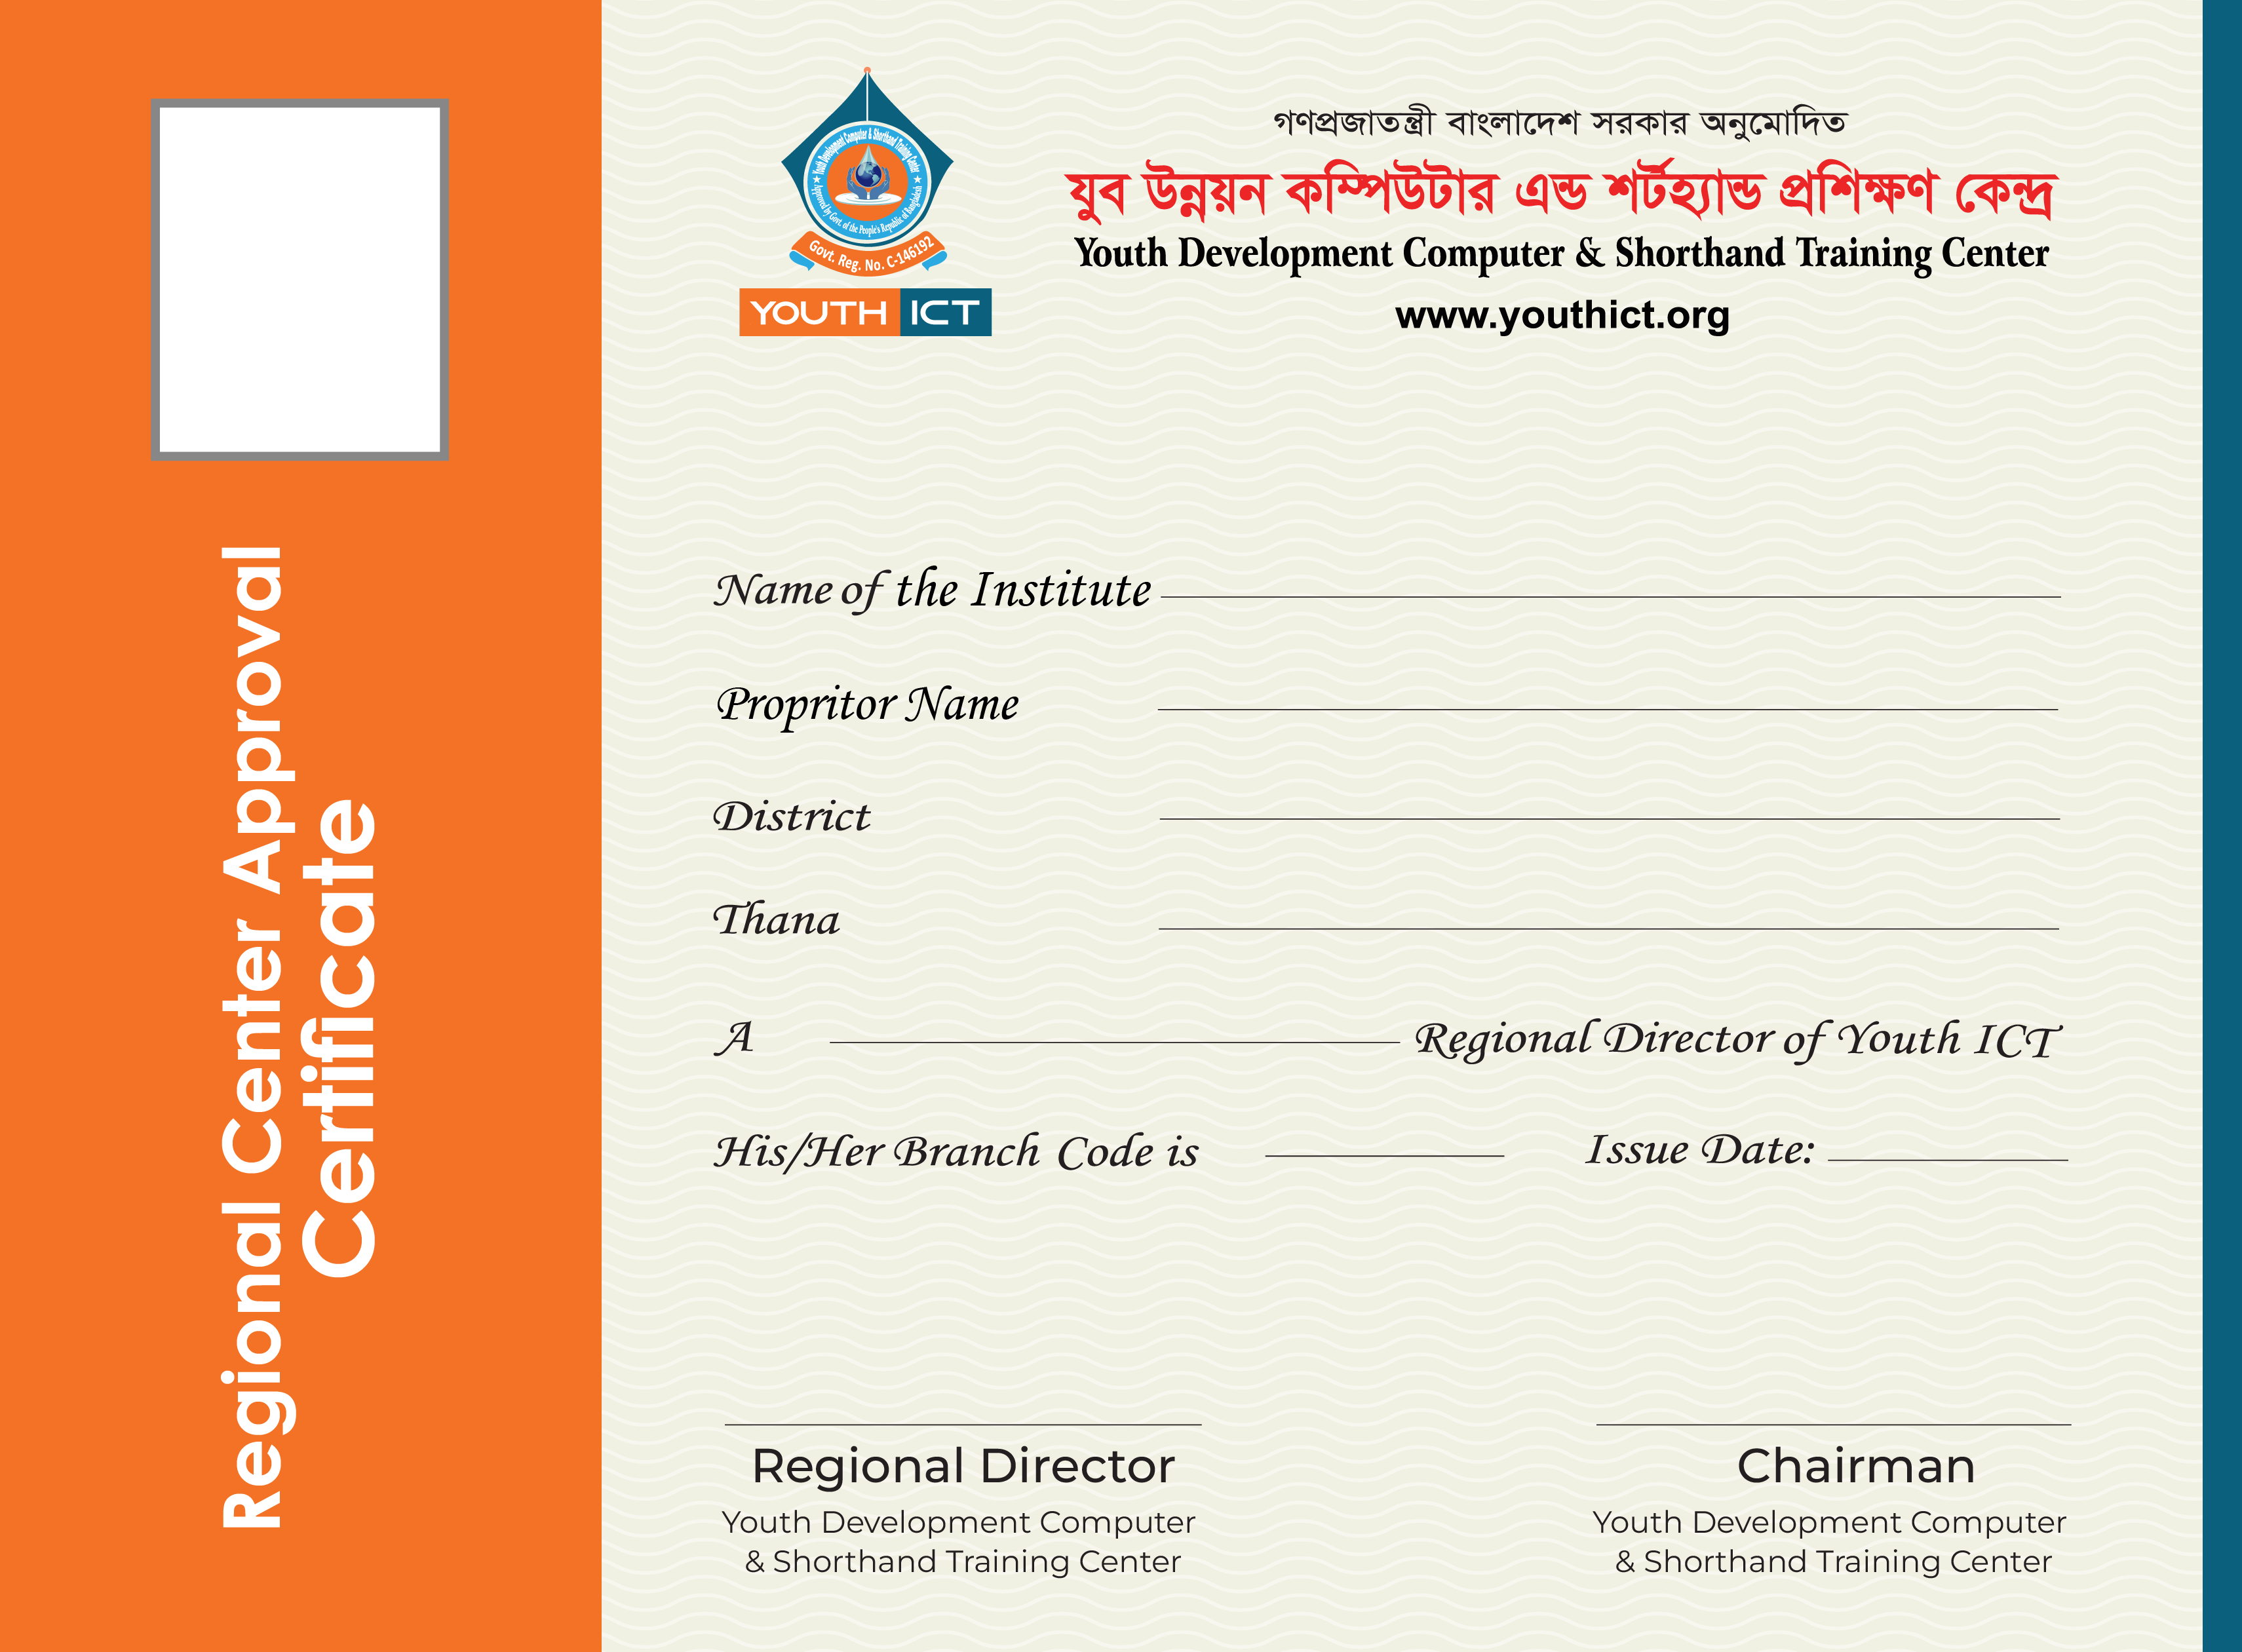 Regional Center Approval
Certificate
Youth Development Computer & Shorthand Training Center
Approved by Govt. of the People's Republic of Bangladesh
Govt. Reg. No. C-146192
YOUTH ICT
গণপ্রজাতন্ত্রী বাংলাদেশ সরকার অনুমোদিত
যুব উন্নয়ন কম্পিউটার এন্ড শর্টহ্যান্ড প্রশিক্ষণ কেন্দ্র
Youth Development Computer & Shorthand Training Center
www.youthict.org
Name of the Institute
Propritor Name
District
Thana
A Regional Director of Youth ICT
His/Her Branch Code is Issue Date:
Regional Director
Youth Development Computer
& Shorthand Training Center
Chairman
Youth Development Computer
& Shorthand Training Center